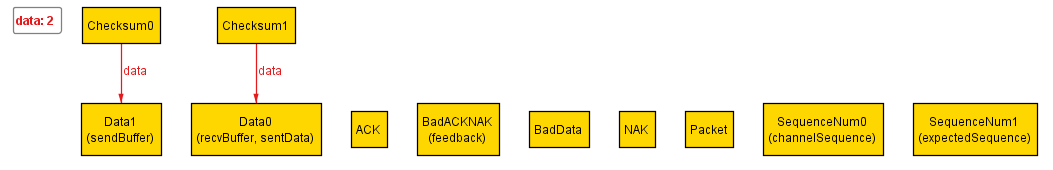 data: 2
Checksum0
Checksum1
data
data
Data1
(sendBuffer)
Data0
(recvBuffer, sentData)
ACK
BadACKNAK
(feedback)
BadData
NAK
Packet
SequenceNum0
(channelSequence)
SequenceNum1
(expectedSequence)